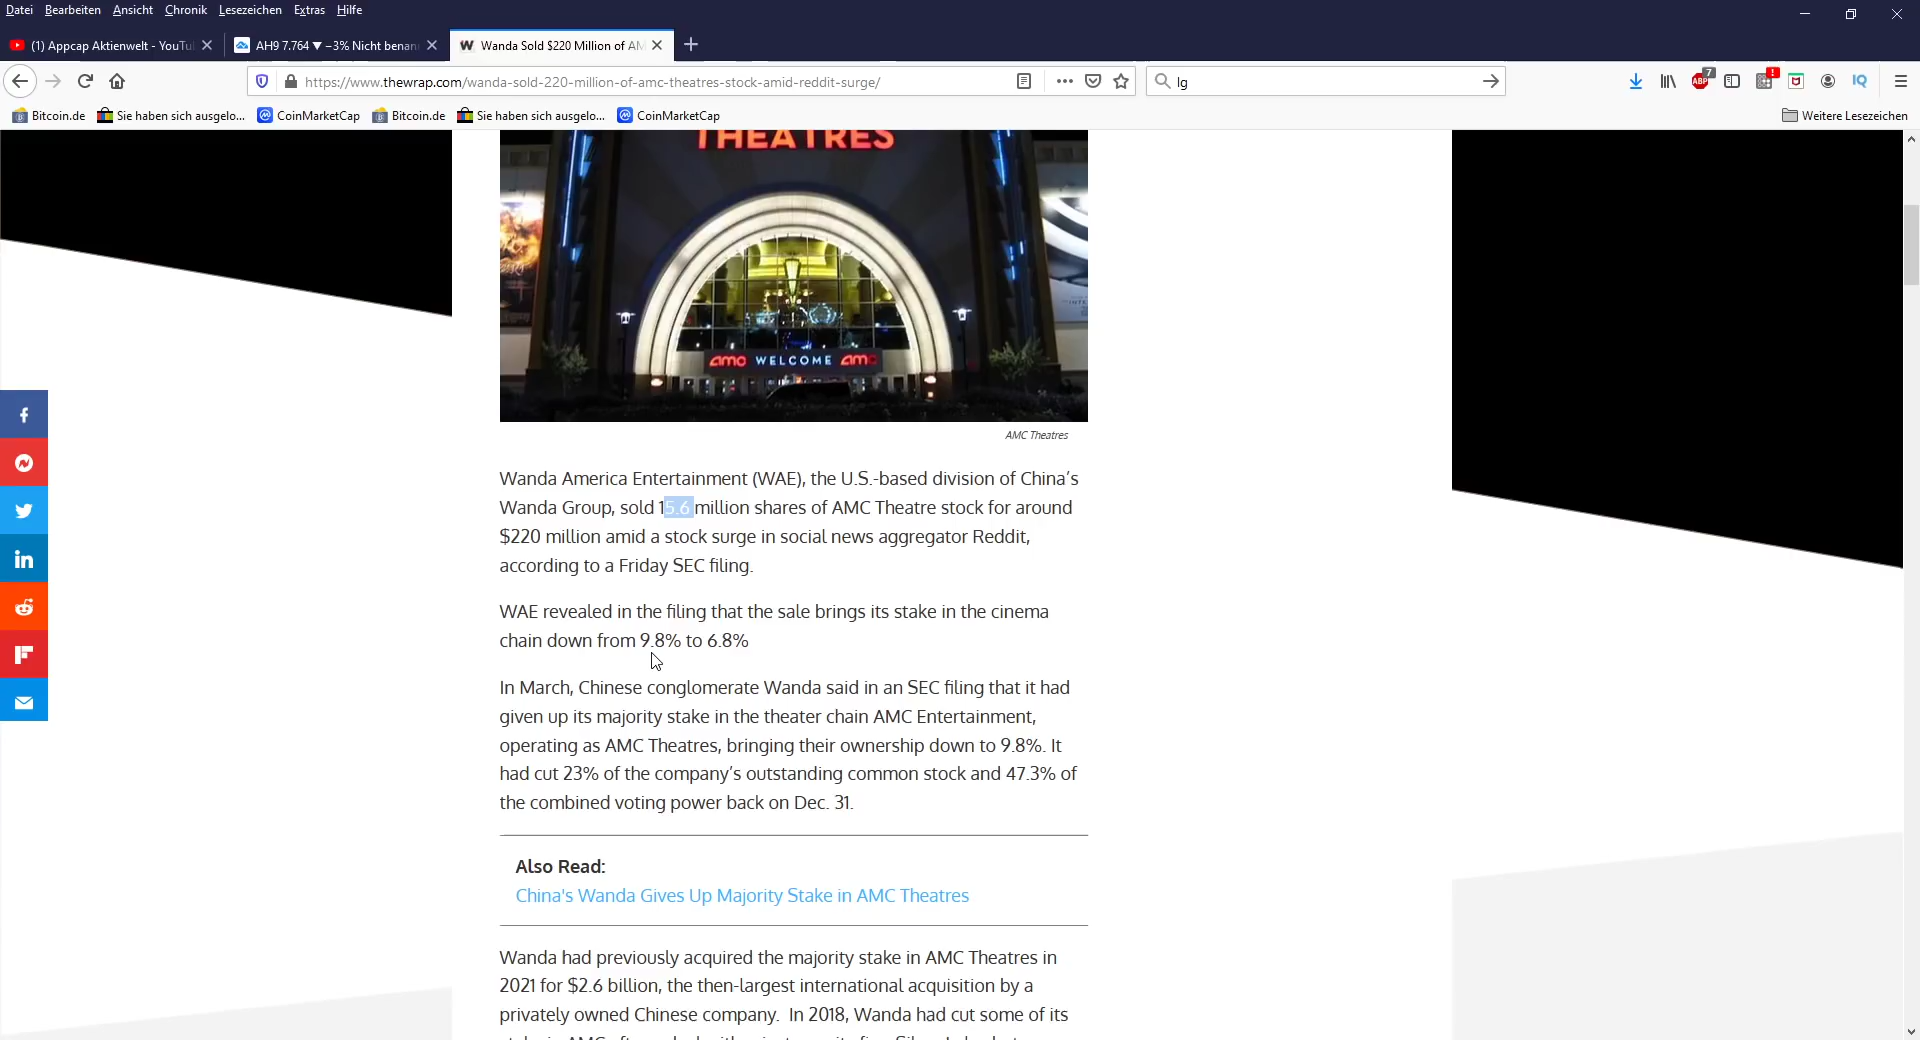 Datei Bearbeiten Ansicht Chronik Lesezeichen Extras Hilfe
(1) Appcap Aktienwelt - YouTu
AH9 7.764 ▼ −3% Nicht benan
Wanda Sold $220 Million of AM
https://www.thewrap.com/wanda-sold-220-million-of-amc-theatres-stock-amid-reddit-surge/
lg
ABP 7
!
IQ
Bitcoin.de Sie haben sich ausgelo... CoinMarketCap Bitcoin.de Sie haben sich ausgelo... CoinMarketCap Weitere Lesezeichen
THEATRES
amc WELCOME amc
AMC Theatres
Wanda America Entertainment (WAE), the U.S.-based division of China’s
Wanda Group, sold 15.6 million shares of AMC Theatre stock for around
$220 million amid a stock surge in social news aggregator Reddit,
according to a Friday SEC filing.
WAE revealed in the filing that the sale brings its stake in the cinema
chain down from 9.8% to 6.8%
In March, Chinese conglomerate Wanda said in an SEC filing that it had
given up its majority stake in the theater chain AMC Entertainment,
operating as AMC Theatres, bringing their ownership down to 9.8%. It
had cut 23% of the company’s outstanding common stock and 47.3% of
the combined voting power back on Dec. 31.
Also Read:
China's Wanda Gives Up Majority Stake in AMC Theatres
Wanda had previously acquired the majority stake in AMC Theatres in
2021 for $2.6 billion, the then-largest international acquisition by a
privately owned Chinese company. In 2018, Wanda had cut some of its